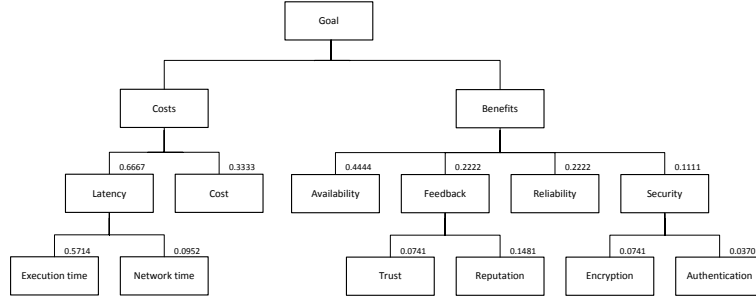 Goal
Costs
Benefits
0.6667
0.3333
0.4444
0.2222
0.2222
0.1111
Latency
Cost
Availability
Feedback
Reliability
Security
0.5714
0.0952
0.0741
0.1481
0.0741
0.0370
Execution time
Network time
Trust
Reputation
Encryption
Authentication